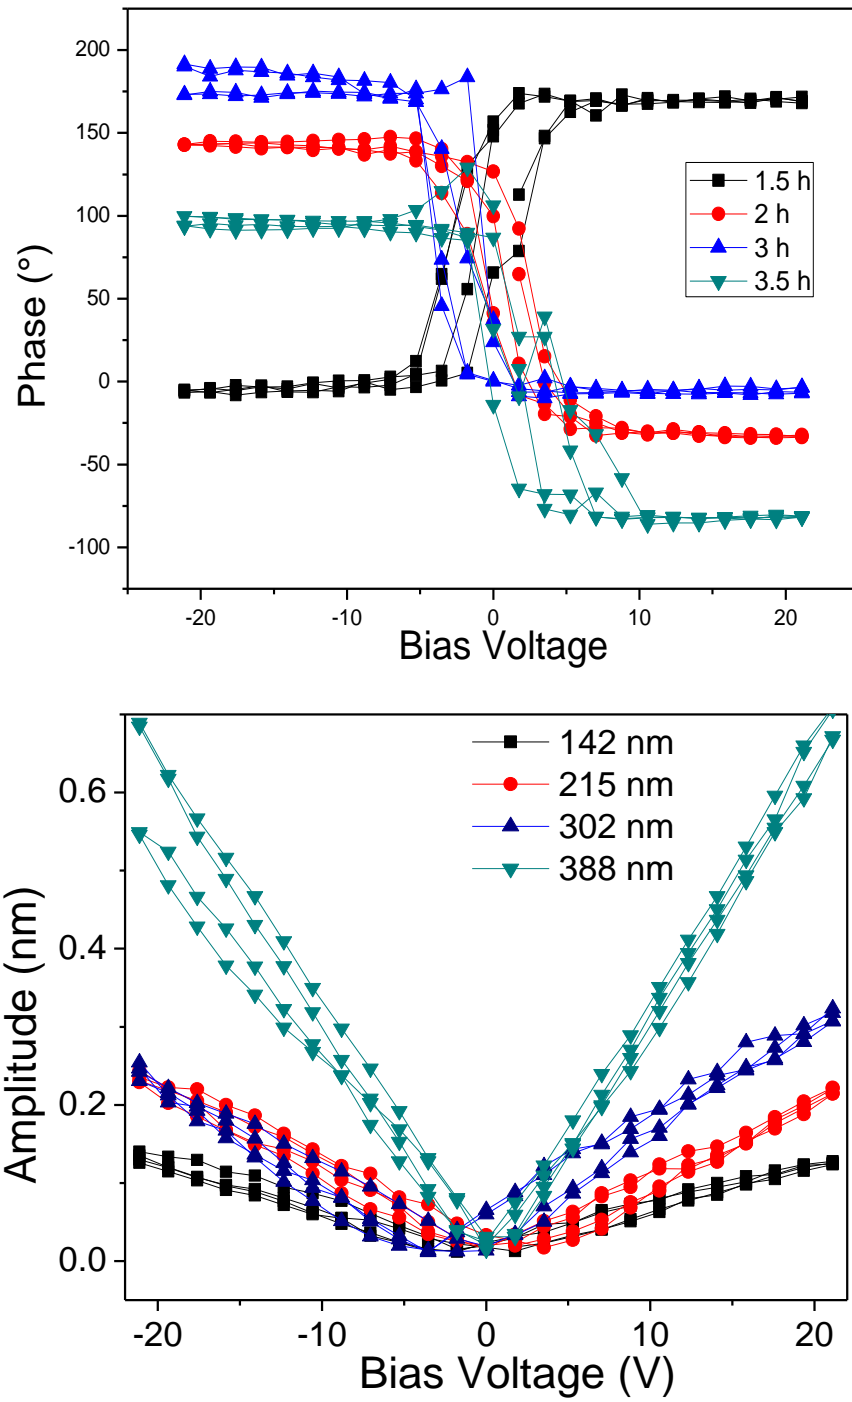 200
150
100
50
0
-50
-100
Phase (°)
1.5 h
2 h
3 h
3.5 h
-20
-10
0
10
20
Bias Voltage
0.6
0.4
0.2
0.0
Amplitude (nm)
142 nm
215 nm
302 nm
388 nm
-20
-10
0
10
20
Bias Voltage (V)